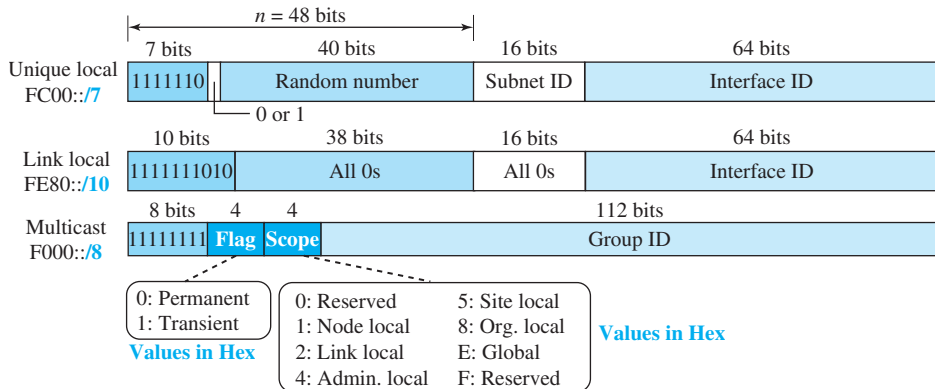 n = 48 bits
7 bits 40 bits 16 bits 64 bits
Unique local
FC00::/7
1111110 Random number Subnet ID Interface ID
0 or 1
10 bits 38 bits 16 bits 64 bits
Link local
FE80::/10
1111111010 All 0s All 0s Interface ID
8 bits 4 4 112 bits
Multicast
F000::/8
11111111 Flag Scope Group ID
0: Permanent
1: Transient
Values in Hex
0: Reserved 5: Site local
1: Node local 8: Org. local
2: Link local E: Global
4: Admin. local F: Reserved
Values in Hex